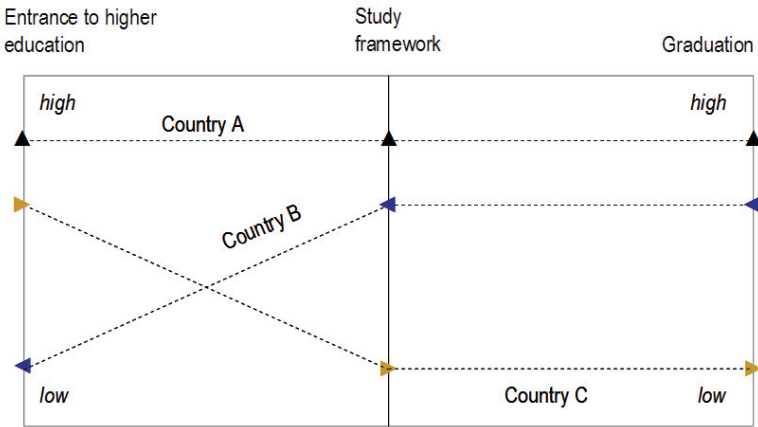 Entrance to higher
education
Study
framework
Graduation
high
high
Country A
Country B
Country C
low
low